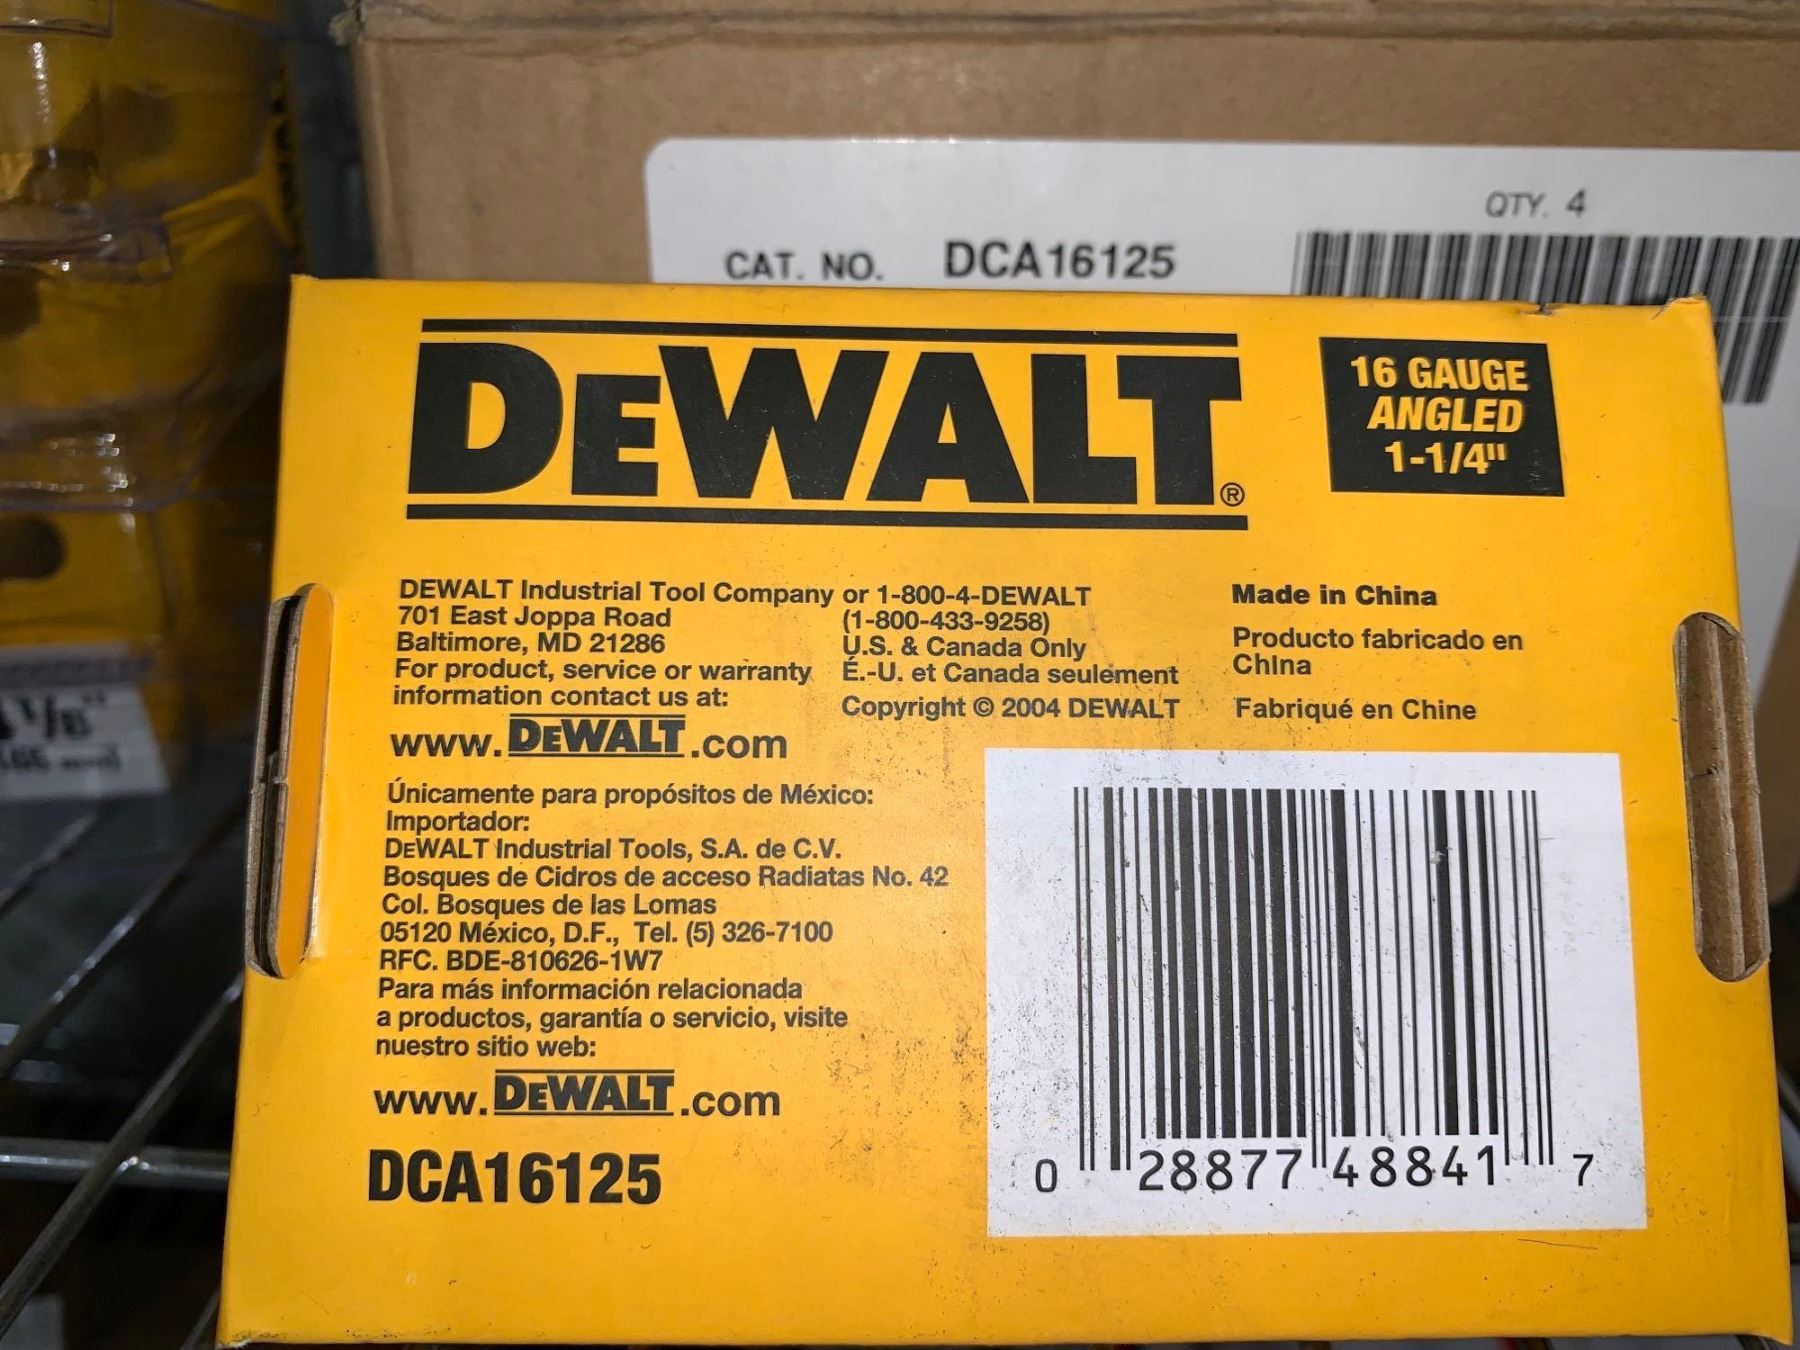 QTY. 4
CAT. NO. DCA16125
DEWALT®
16 GAUGE
ANGLED
1-1/4"
DEWALT Industrial Tool Company or 1-800-4-DEWALT
701 East Joppa Road
(1-800-433-9258)
Baltimore, MD 21286
U.S. & Canada Only
For product, service or warranty
É.-U. et Canada seulement
information contact us at:
Copyright © 2004 DEWALT
www.DEWALT.com
Made in China
Producto fabricado en
China
Fabriqué en Chine
Únicamente para propósitos de México:
Importador:
DEWALT Industrial Tools, S.A. de C.V.
Bosques de Cidros de acceso Radiatas No. 42
Col. Bosques de las Lomas
05120 México, D.F., Tel. (5) 326-7100
RFC. BDE-810626-1W7
Para más información relacionada
a productos, garantía o servicio, visite
nuestro sitio web:
www.DEWALT.com
DCA16125
0 28877 48841 7
1/8"